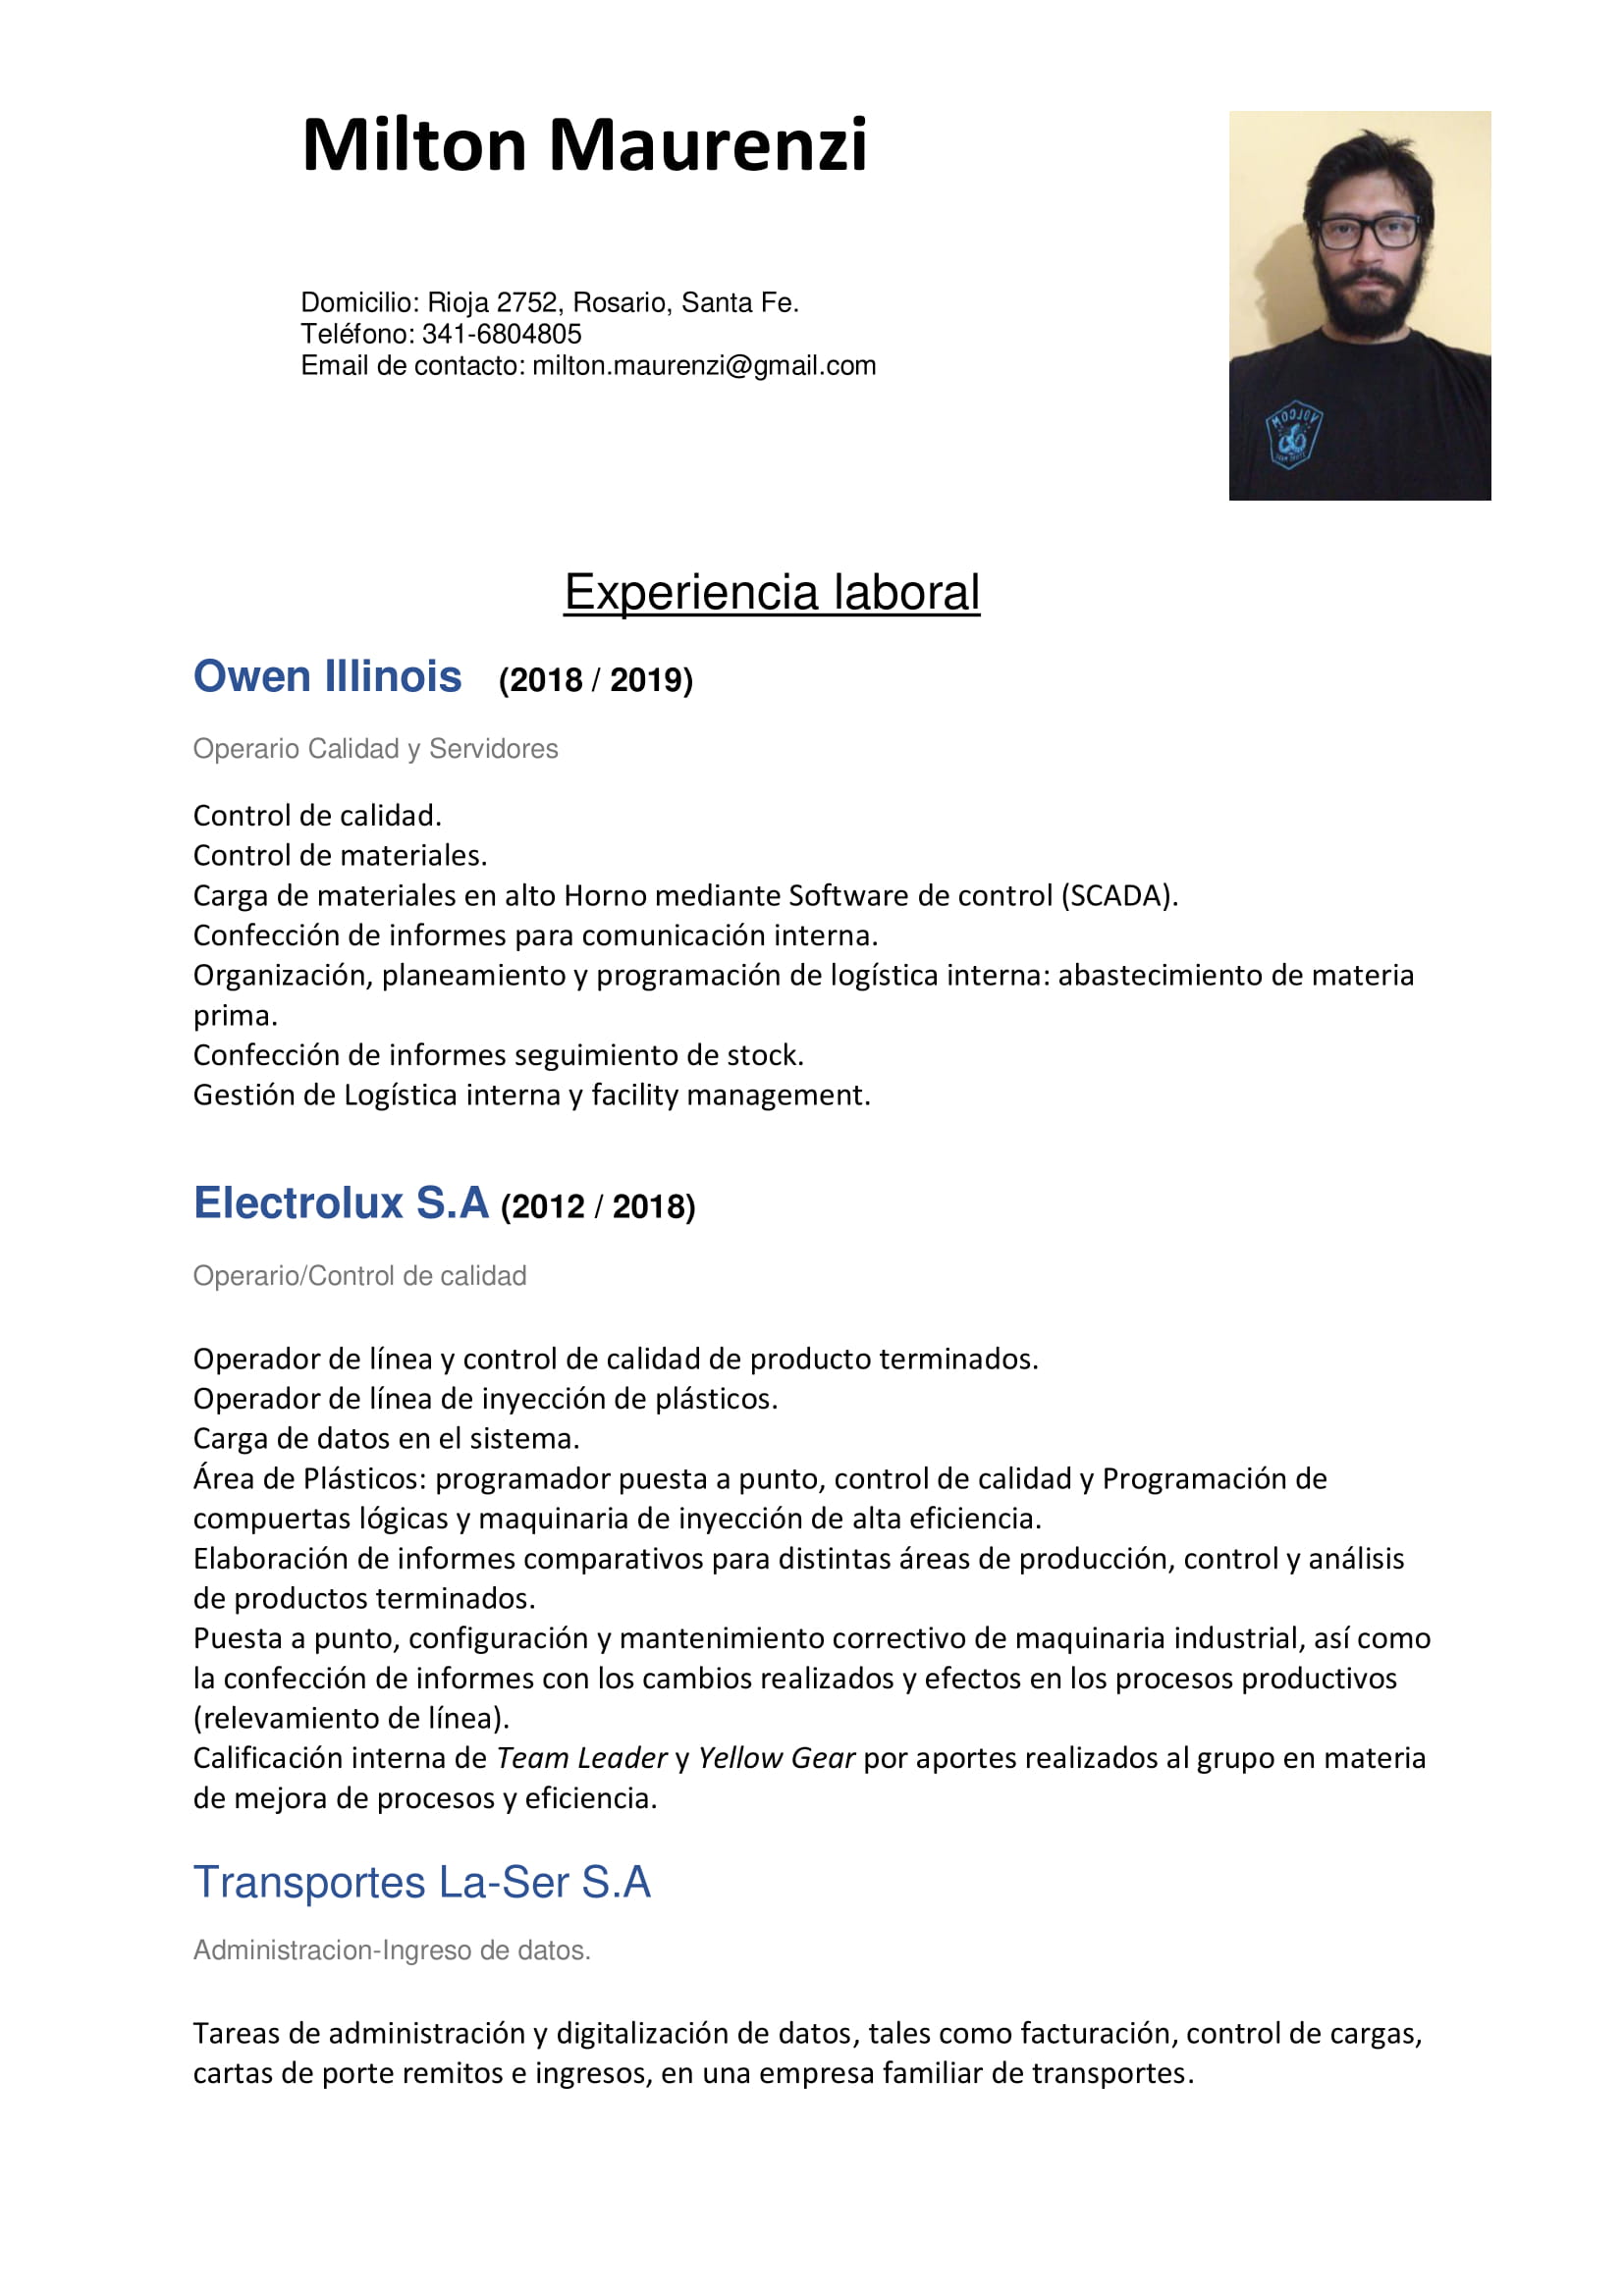 Milton Maurenzi
Domicilio: Rioja 2752, Rosario, Santa Fe.
Teléfono: 341-6804805
Email de contacto: milton.maurenzi@gmail.com
VOLCOM
Experiencia laboral
Owen Illinois (2018 / 2019)
Operario Calidad y Servidores
Control de calidad.
Control de materiales.
Carga de materiales en alto Horno mediante Software de control (SCADA).
Confección de informes para comunicación interna.
Organización, planeamiento y programación de logística interna: abastecimiento de materia
prima.
Confección de informes seguimiento de stock.
Gestión de Logística interna y facility management.
Electrolux S.A (2012 / 2018)
Operario/Control de calidad
Operador de línea y control de calidad de producto terminados.
Operador de línea de inyección de plásticos.
Carga de datos en el sistema.
Área de Plásticos: programador puesta a punto, control de calidad y Programación de
compuertas lógicas y maquinaria de inyección de alta eficiencia.
Elaboración de informes comparativos para distintas áreas de producción, control y análisis
de productos terminados.
Puesta a punto, configuración y mantenimiento correctivo de maquinaria industrial, así como
la confección de informes con los cambios realizados y efectos en los procesos productivos
(relevamiento de línea).
Calificación interna de Team Leader y Yellow Gear por aportes realizados al grupo en materia
de mejora de procesos y eficiencia.
Transportes La-Ser S.A
Administracion-Ingreso de datos.
Tareas de administración y digitalización de datos, tales como facturación, control de cargas,
cartas de porte remitos e ingresos, en una empresa familiar de transportes.